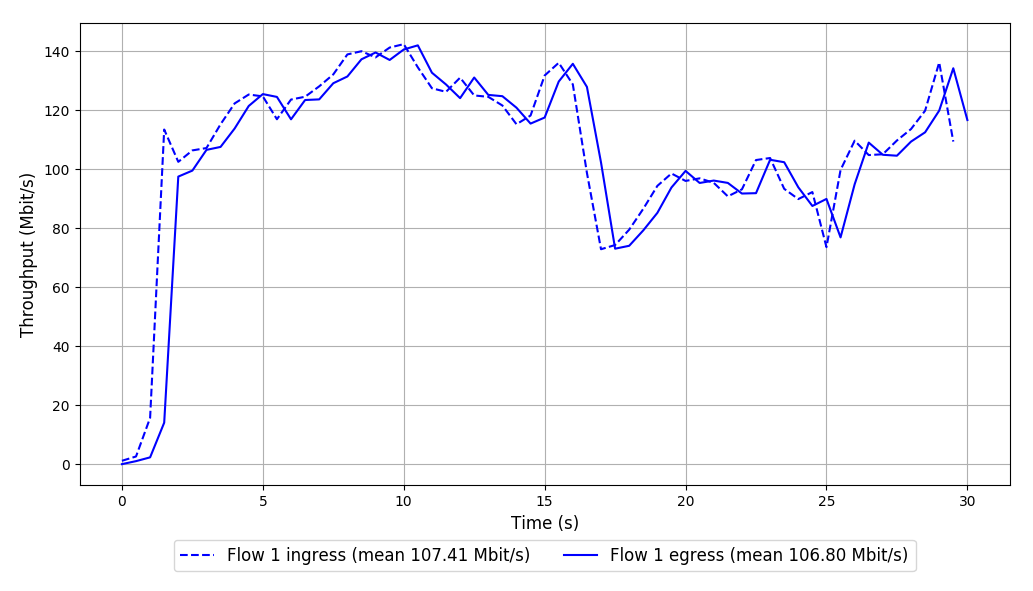 Throughput (Mbit/s)
140
120
100
80
60
40
20
0
0 5 10 15 20 25 30
Time (s)
Flow 1 ingress (mean 107.41 Mbit/s) Flow 1 egress (mean 106.80 Mbit/s)